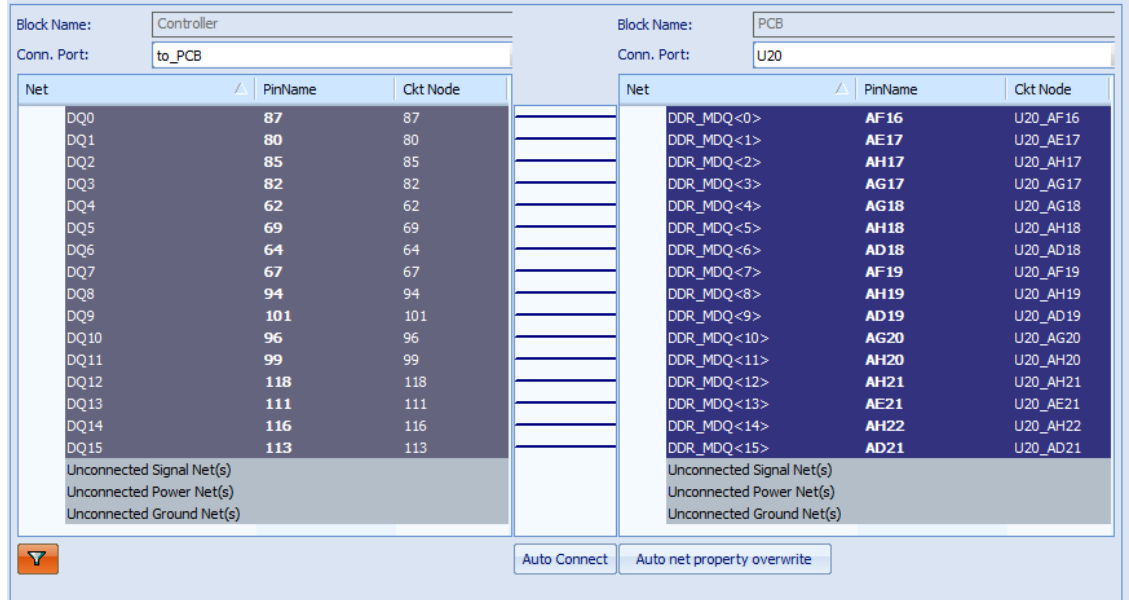 Block Name: Controller Block Name: PCB
Conn. Port: to_PCB Conn. Port: U20
Net PinName Ckt Node Net PinName Ckt Node
DQ0 87 87 DDR_MDQ<0> AF16 U20_AF16
DQ1 80 80 DDR_MDQ<1> AE17 U20_AE17
DQ2 85 85 DDR_MDQ<2> AH17 U20_AH17
DQ3 82 82 DDR_MDQ<3> AG17 U20_AG17
DQ4 62 62 DDR_MDQ<4> AG18 U20_AG18
DQ5 69 69 DDR_MDQ<5> AH18 U20_AH18
DQ6 64 64 DDR_MDQ<6> AD18 U20_AD18
DQ7 67 67 DDR_MDQ<7> AF19 U20_AF19
DQ8 94 94 DDR_MDQ<8> AH19 U20_AH19
DQ9 101 101 DDR_MDQ<9> AD19 U20_AD19
DQ10 96 96 DDR_MDQ<10> AG20 U20_AG20
DQ11 99 99 DDR_MDQ<11> AH20 U20_AH20
DQ12 118 118 DDR_MDQ<12> AH21 U20_AH21
DQ13 111 111 DDR_MDQ<13> AE21 U20_AE21
DQ14 116 116 DDR_MDQ<14> AH22 U20_AH22
DQ15 113 113 DDR_MDQ<15> AD21 U20_AD21
Unconnected Signal Net(s) Unconnected Signal Net(s)
Unconnected Power Net(s) Unconnected Power Net(s)
Unconnected Ground Net(s) Unconnected Ground Net(s)
Auto Connect Auto net property overwrite